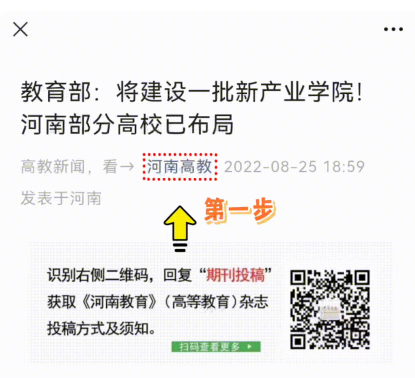 教育部：将建设一批新产业学院！
河南部分高校已布局
高教新闻，看→ 河南高教 2022-08-25 18:59
发表于河南
第一步
识别右侧二维码，回复“期刊投稿”
获取《河南教育》（高等教育）杂志
投稿方式及须知。
扫码查看更多